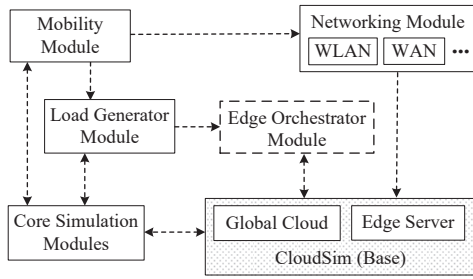 Mobility
Module
Networking Module
WLAN
WAN
•••
Load Generator
Module
Edge Orchestrator
Module
Core Simulation
Modules
Global Cloud
Edge Server
CloudSim (Base)